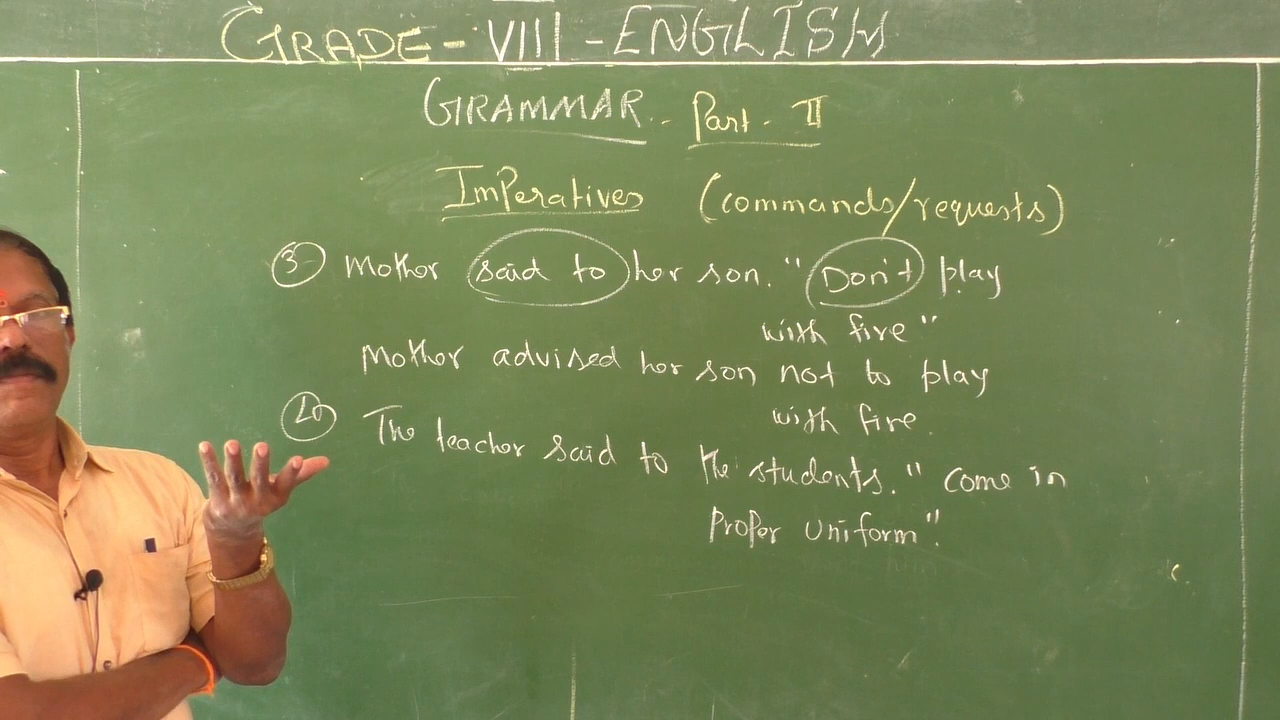 GRADE - VIII - ENGLISH
GRAMMAR - Part - II
Imperatives (commands/requests)
3 Mother said to her son. "Don't play
with fire"
Mother advised her son not to play
with fire.
The teacher said to the students. "come in
proper uniform".